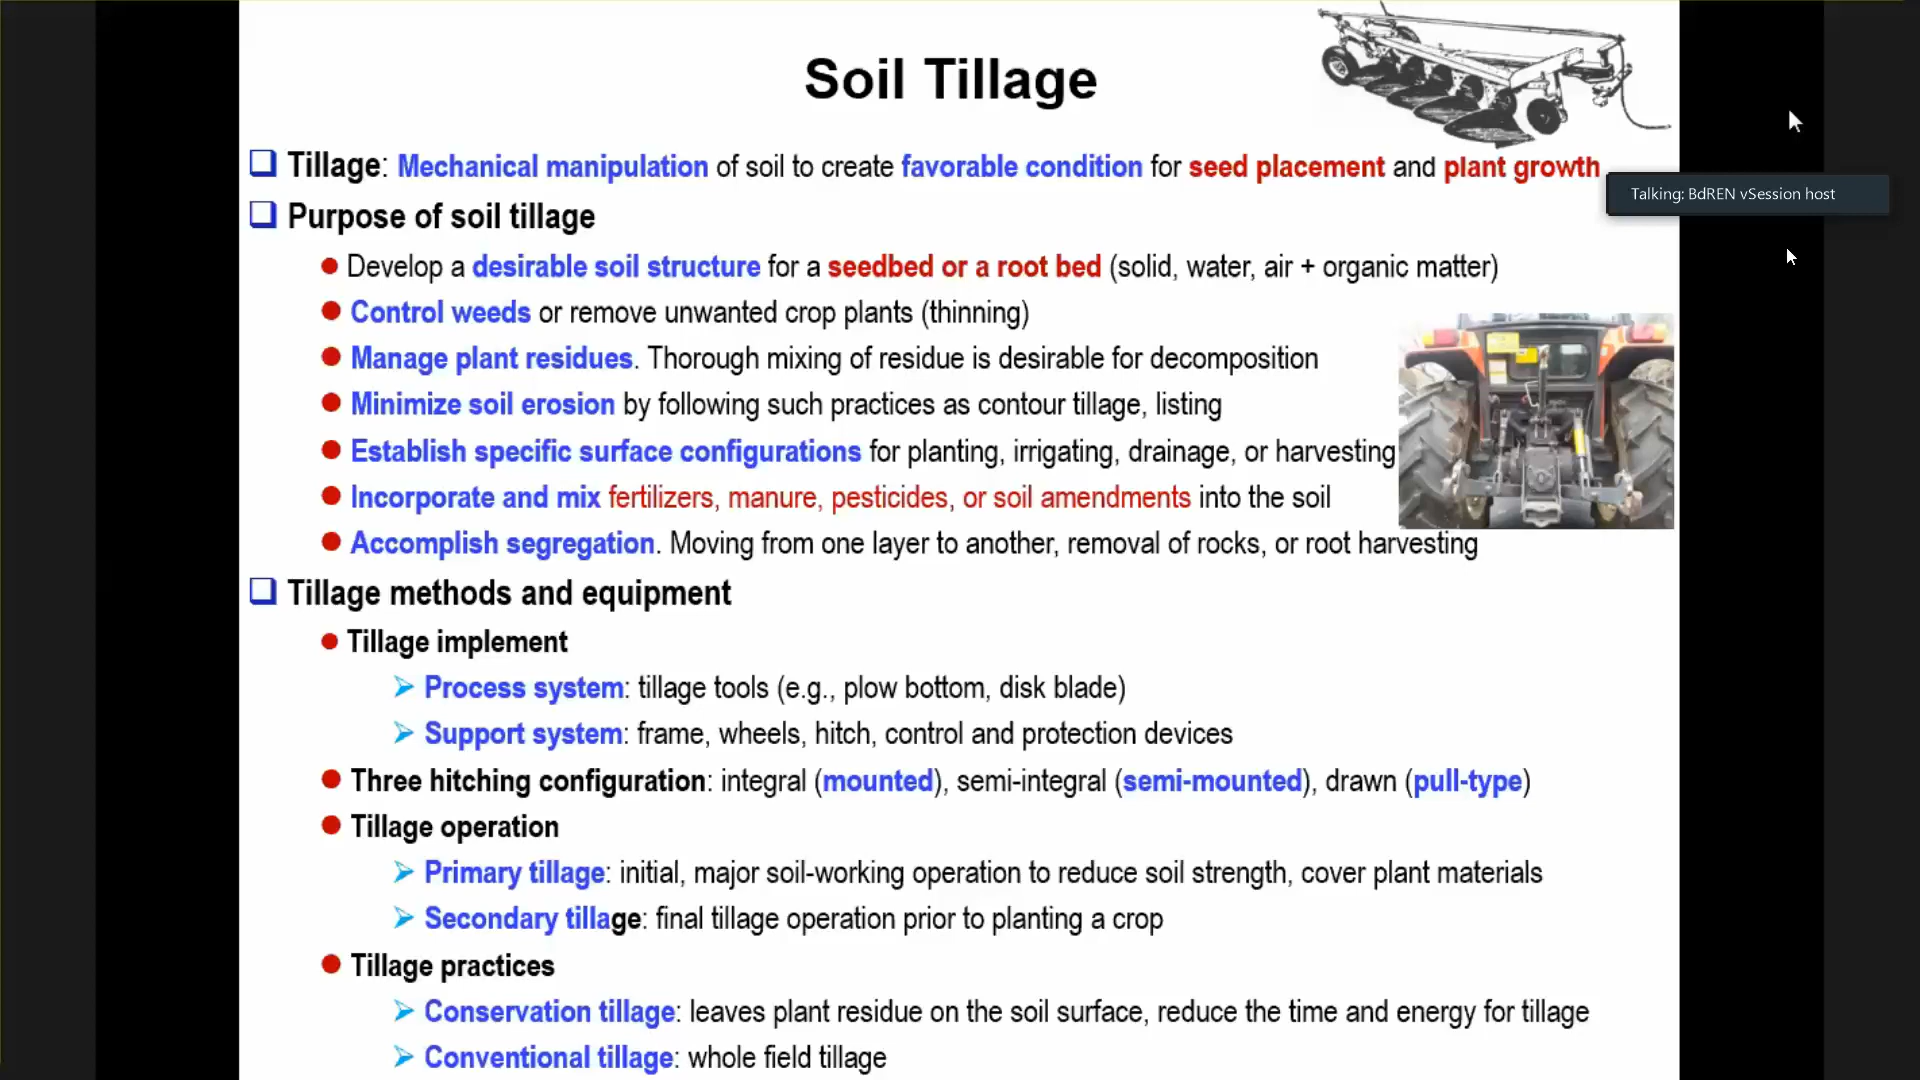 Soil Tillage
Tillage: Mechanical manipulation of soil to create favorable condition for seed placement and plant growth
Talking: BdREN vSession host
Purpose of soil tillage
Develop a desirable soil structure for a seedbed or a root bed (solid, water, air + organic matter)
Control weeds or remove unwanted crop plants (thinning)
Manage plant residues. Thorough mixing of residue is desirable for decomposition
Minimize soil erosion by following such practices as contour tillage, listing
Establish specific surface configurations for planting, irrigating, drainage, or harvesting
Incorporate and mix fertilizers, manure, pesticides, or soil amendments into the soil
Accomplish segregation. Moving from one layer to another, removal of rocks, or root harvesting
Tillage methods and equipment
Tillage implement
Process system: tillage tools (e.g., plow bottom, disk blade)
Support system: frame, wheels, hitch, control and protection devices
Three hitching configuration: integral (mounted), semi-integral (semi-mounted), drawn (pull-type)
Tillage operation
Primary tillage: initial, major soil-working operation to reduce soil strength, cover plant materials
Secondary tillage: final tillage operation prior to planting a crop
Tillage practices
Conservation tillage: leaves plant residue on the soil surface, reduce the time and energy for tillage
Conventional tillage: whole field tillage